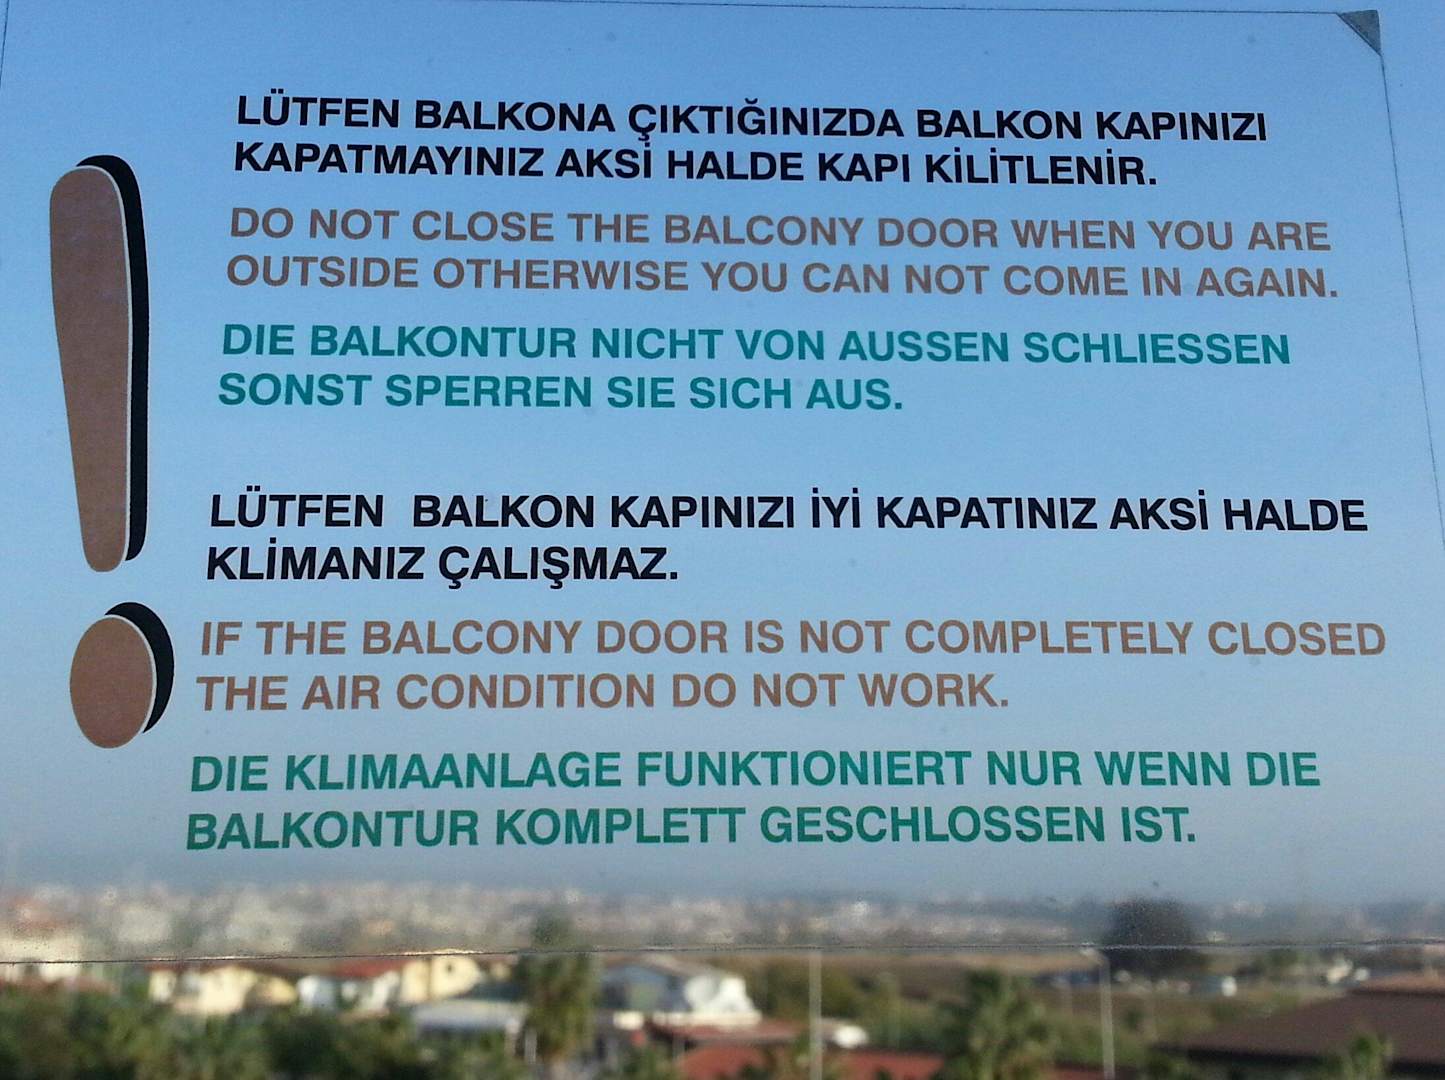 LÜTFEN BALKONA ÇIKTIĞINIZDA BALKON KAPINIZI
KAPATMAYINIZ AKSİ HALDE KAPI KİLİTLENİR.
DO NOT CLOSE THE BALCONY DOOR WHEN YOU ARE
OUTSIDE OTHERWISE YOU CAN NOT COME IN AGAIN.
DIE BALKONTUR NICHT VON AUSSEN SCHLIESSEN
SONST SPERREN SIE SICH AUS.
LÜTFEN BALKON KAPINIZI İYİ KAPATINIZ AKSİ HALDE
KLİMANIZ ÇALIŞMAZ.
IF THE BALCONY DOOR IS NOT COMPLETELY CLOSED
THE AIR CONDITION DO NOT WORK.
DIE KLIMAANLAGE FUNKTIONIERT NUR WENN DIE
BALKONTUR KOMPLETT GESCHLOSSEN IST.